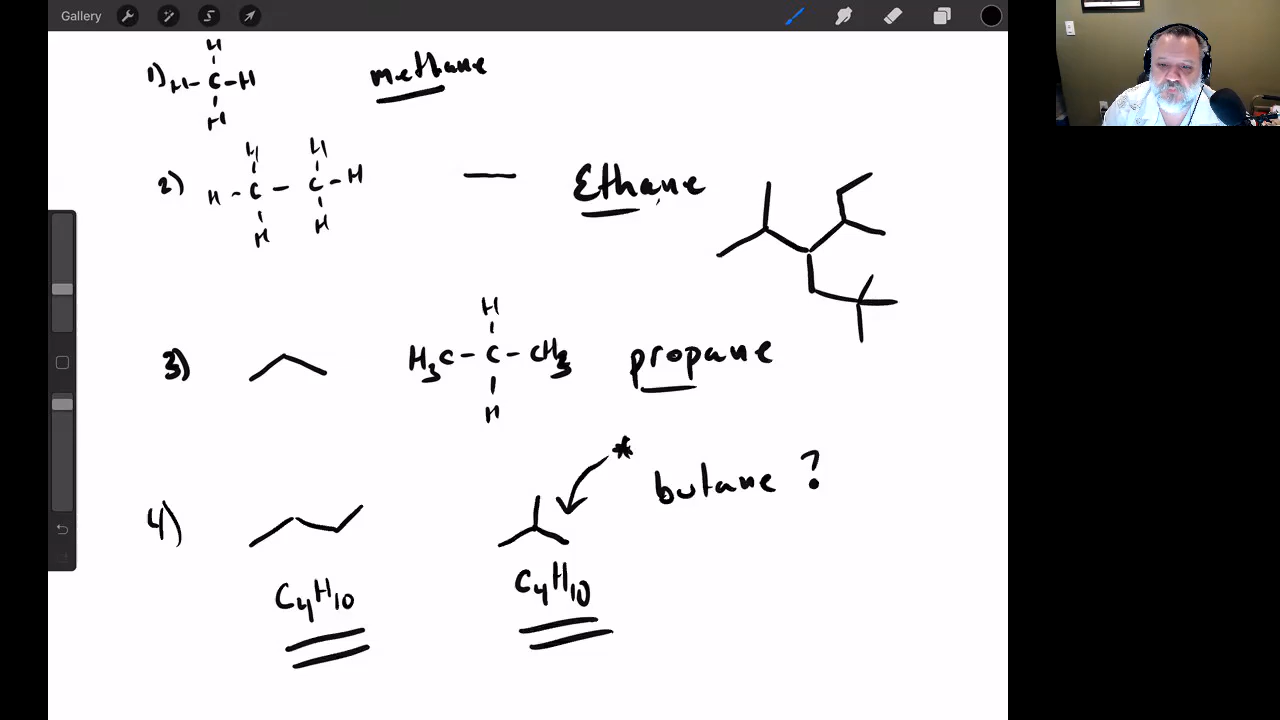 Gallery
H
1) H-C-H methane
H
H H
2) H-C-C-H Ethane
H H
H
3) H3C-C-CH3 propane
H
*
butane ?
4)
C4H10 C4H10